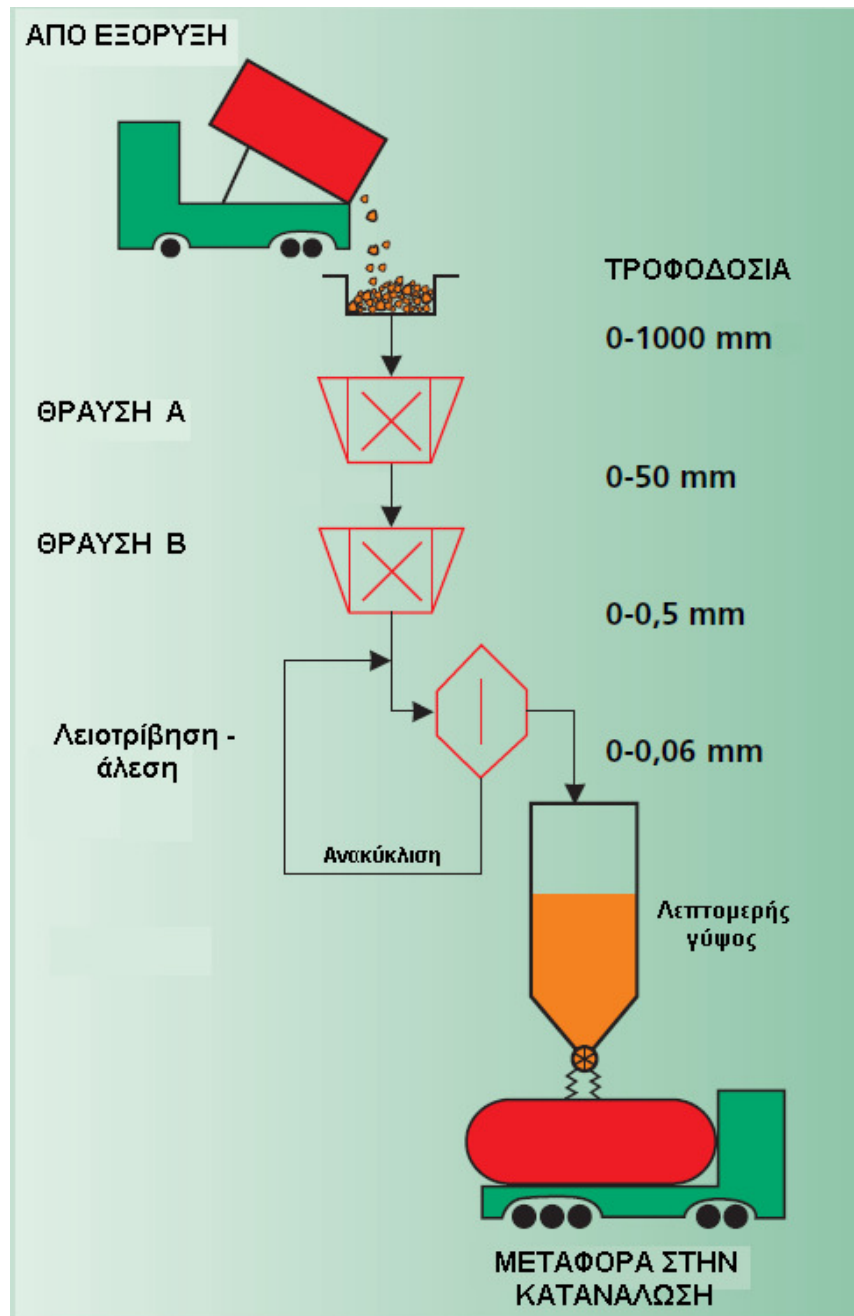 ΑΠΟ ΕΞΟΡΥΞΗ
ΤΡΟΦΟΔΟΣΙΑ
0-1000 mm
ΘΡΑΥΣΗ Α
0-50 mm
ΘΡΑΥΣΗ Β
0-0,5 mm
Λειοτρίβηση -
άλεση
0-0,06 mm
Ανακύκλιση
Λεπτομερής
γύψος
ΜΕΤΑΦΟΡΑ ΣΤΗΝ
ΚΑΤΑΝΑΛΩΣΗ